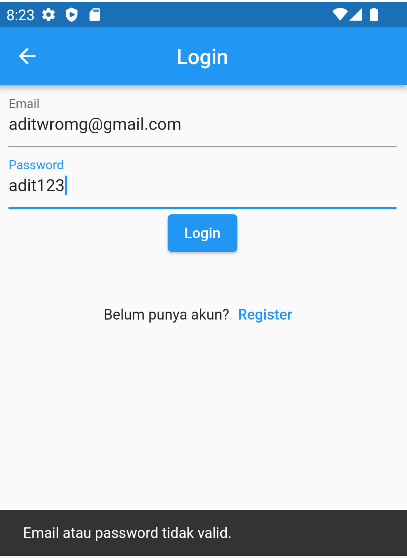 8:23
Login
Email
aditwromg@gmail.com
Password
adit123
Login
Belum punya akun? Register
Email atau password tidak valid.